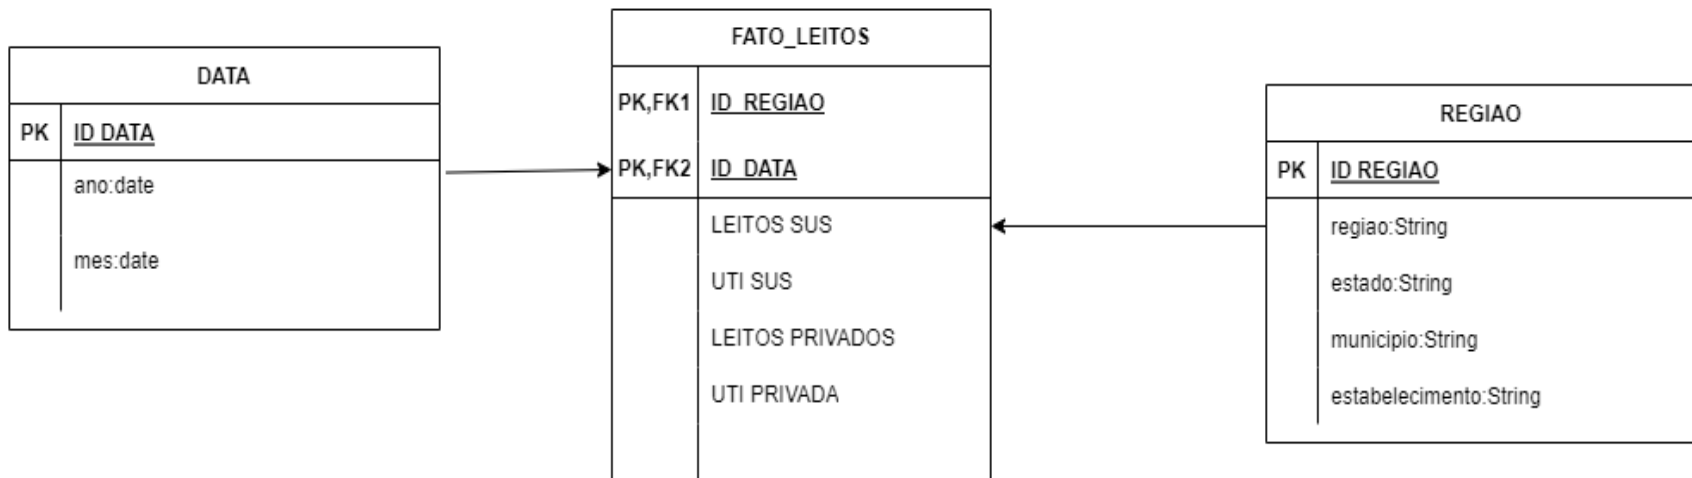 DATA
PK ID DATA
ano:date
mes:date
FATO_LEITOS
PK,FK1 ID_REGIAO
PK,FK2 ID_DATA
LEITOS SUS
UTI SUS
LEITOS PRIVADOS
UTI PRIVADA
REGIAO
PK ID REGIAO
regiao:String
estado:String
municipio:String
estabelecimento:String